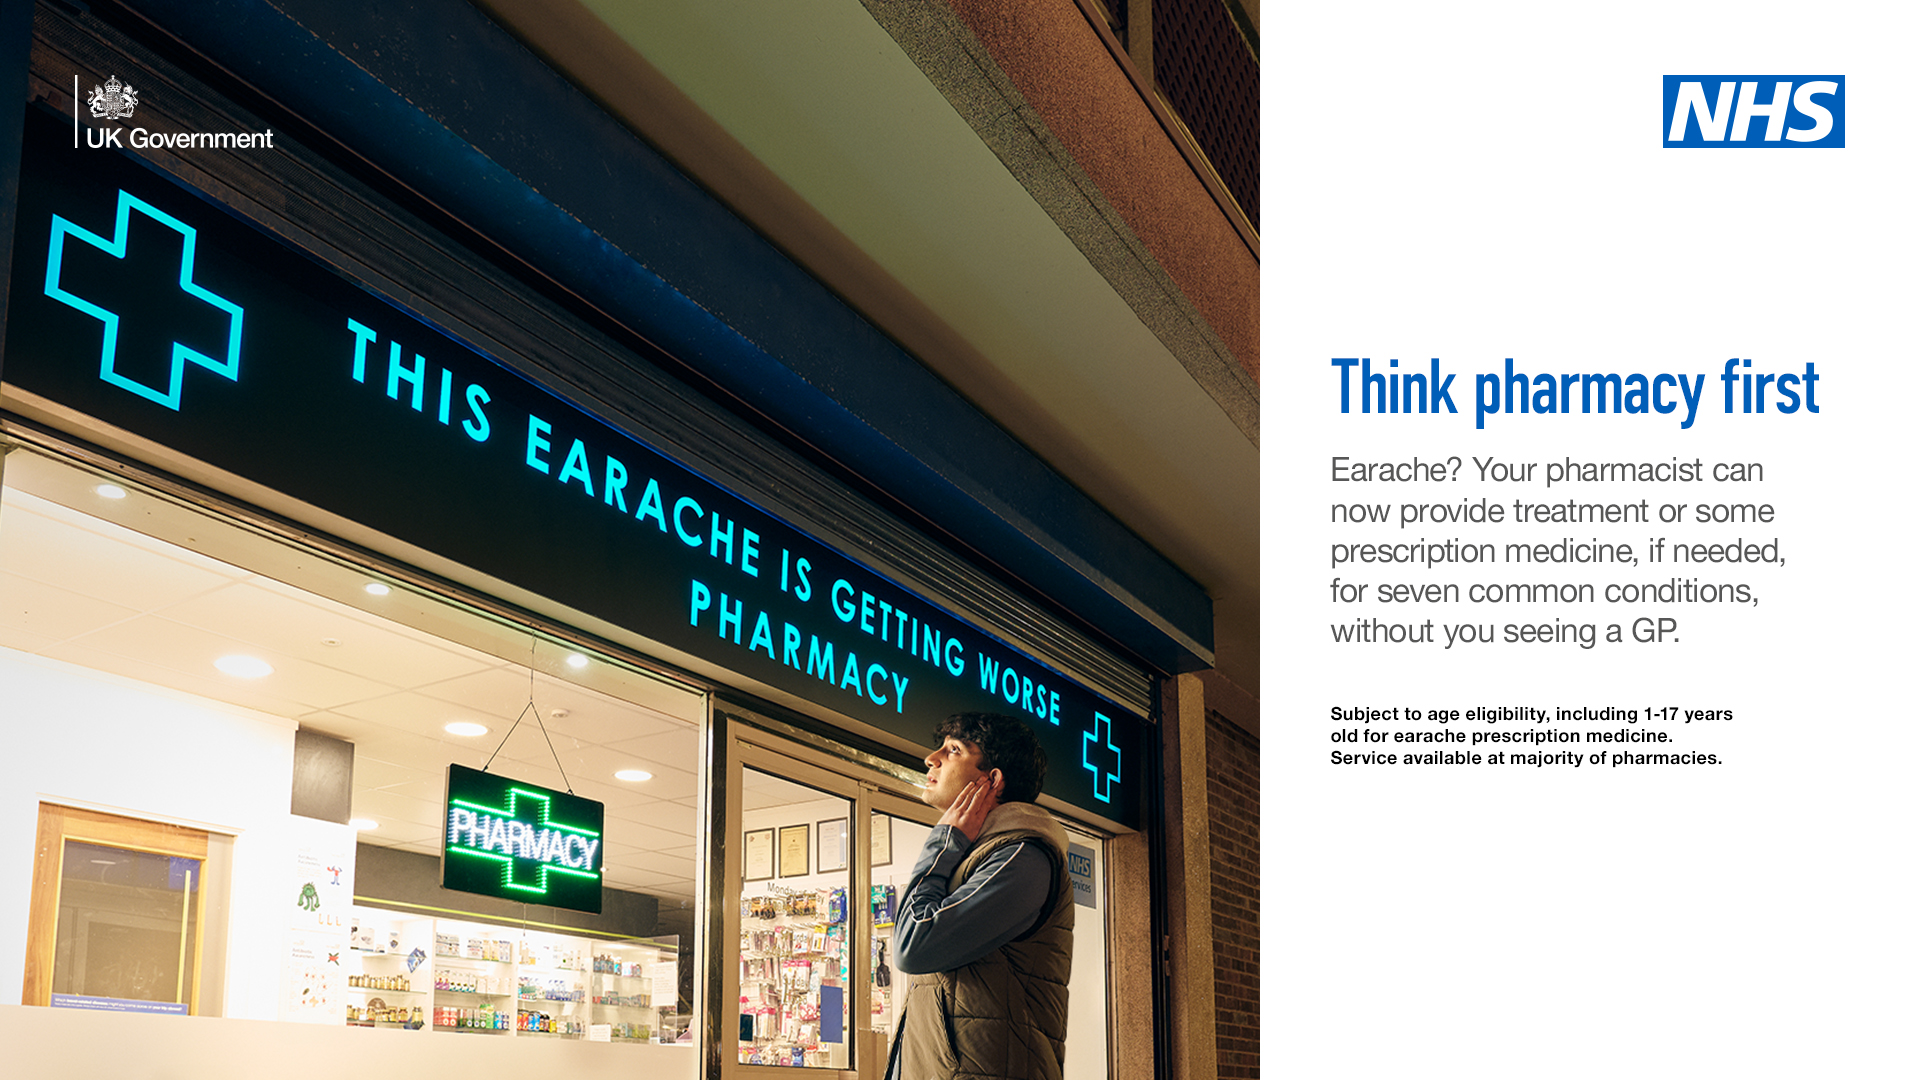 UK Government
THIS EARACHE IS GETTING WORSE
PHARMACY
PHARMACY
NHS
NHS
Think pharmacy first
Earache? Your pharmacist can
now provide treatment or some
prescription medicine, if needed,
for seven common conditions,
without you seeing a GP.
Subject to age eligibility, including 1-17 years
old for earache prescription medicine.
Service available at majority of pharmacies.